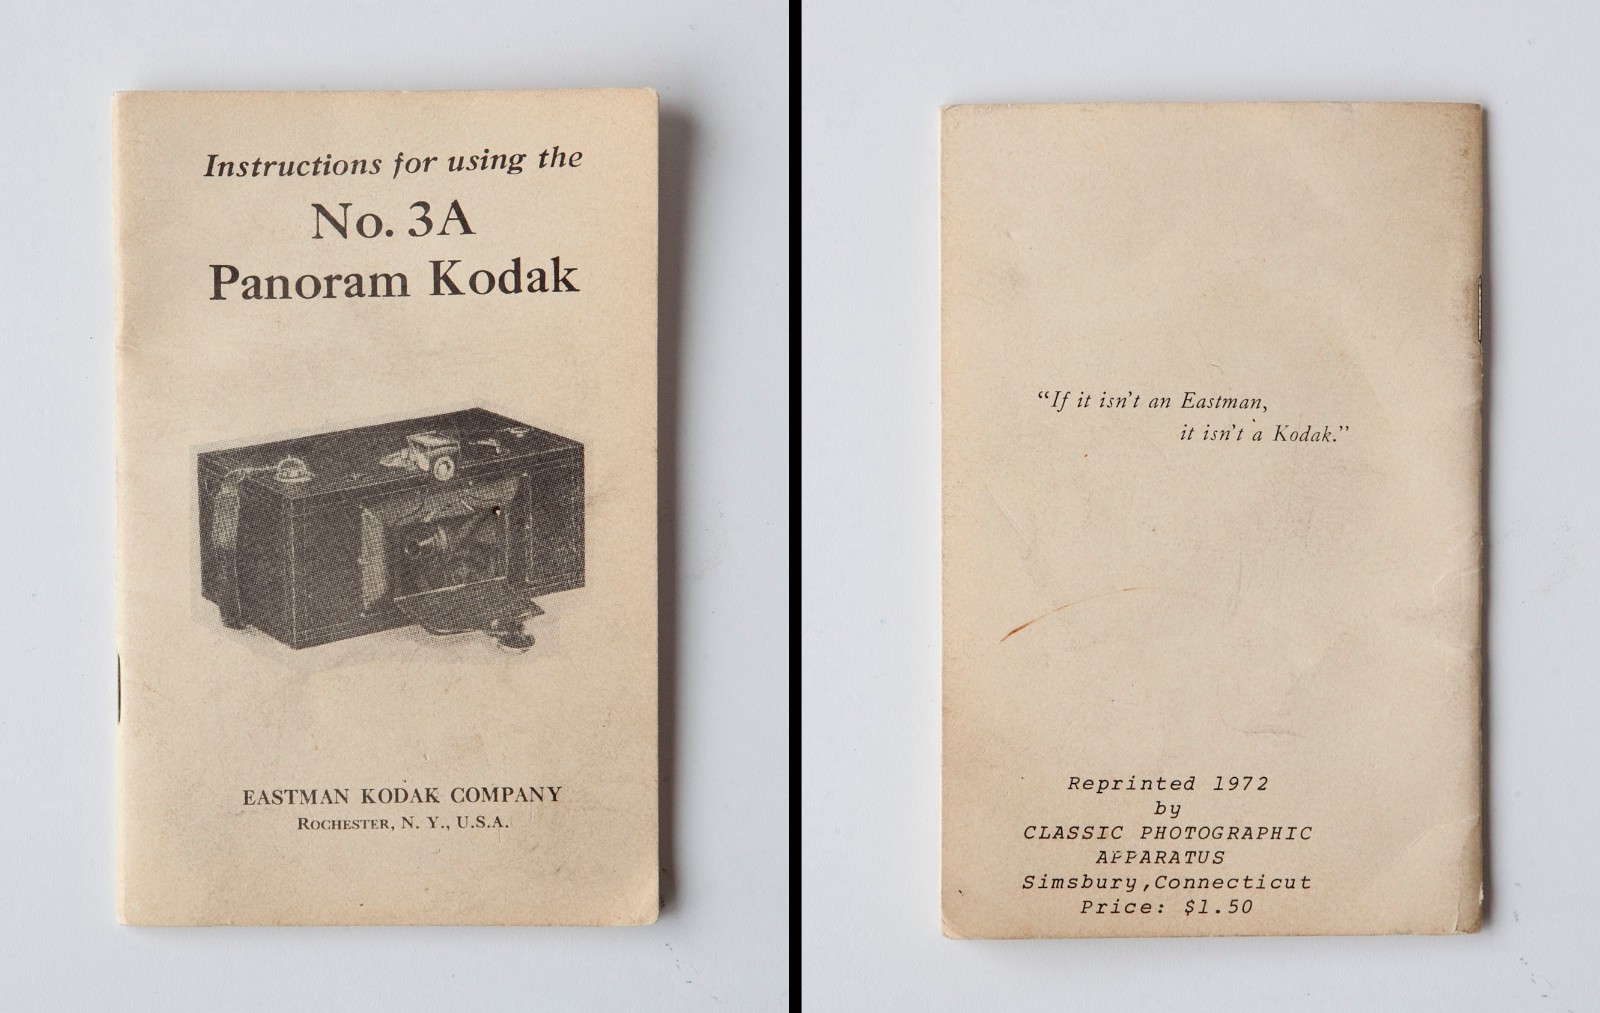 Instructions for using the
No. 3A
Panoram Kodak
EASTMAN KODAK COMPANY
ROCHESTER, N. Y., U.S.A.
“If it isn’t an Eastman,
it isn’t a Kodak.”
Reprinted 1972
by
CLASSIC PHOTOGRAPHIC
APPARATUS
Simsbury,Connecticut
Price: $1.50